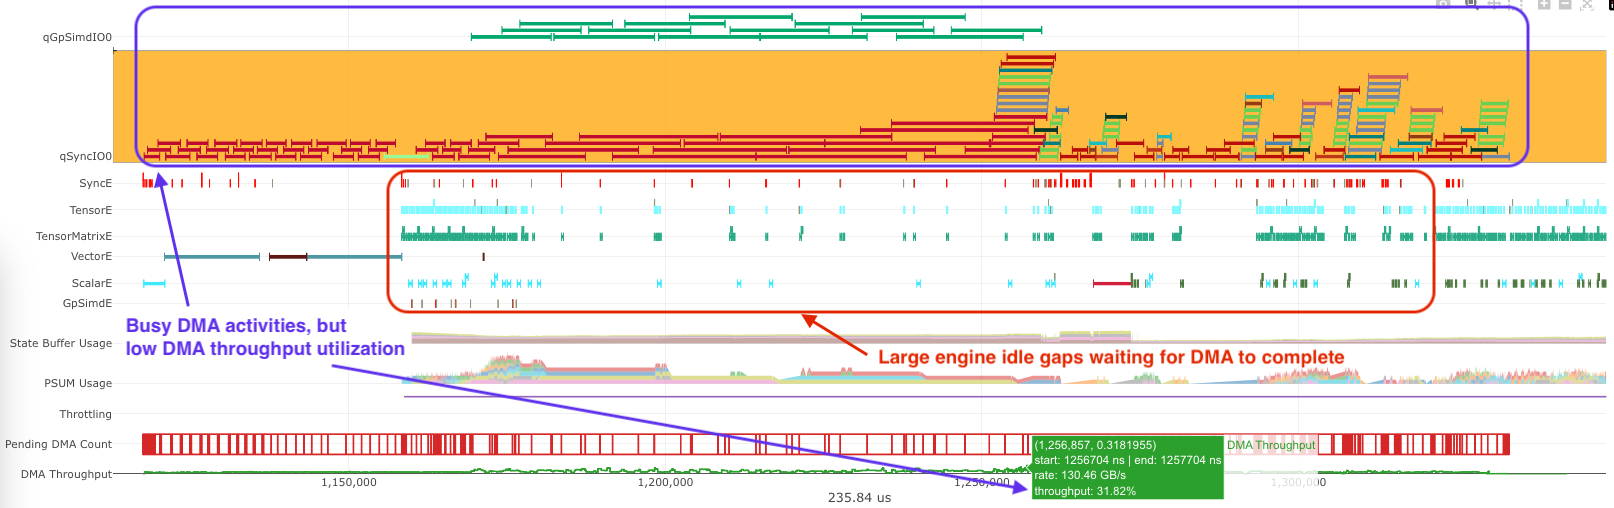 qGpSimdIO0
qSyncIO0
SyncE
TensorE
TensorMatrixE
VectorE
ScalarE
GpSimdE
Busy DMA activities, but
low DMA throughput utilization
Large engine idle gaps waiting for DMA to complete
State Buffer Usage
PSUM Usage
Throttling
Pending DMA Count
DMA Throughput
(1,256,857, 0.3181955)
start: 1256704 ns | end: 1257704 ns
rate: 130.46 GB/s
throughput: 31.82%
DMA Throughput
1,150,000
1,200,000
1,250,000
1,300,000
235.84 us